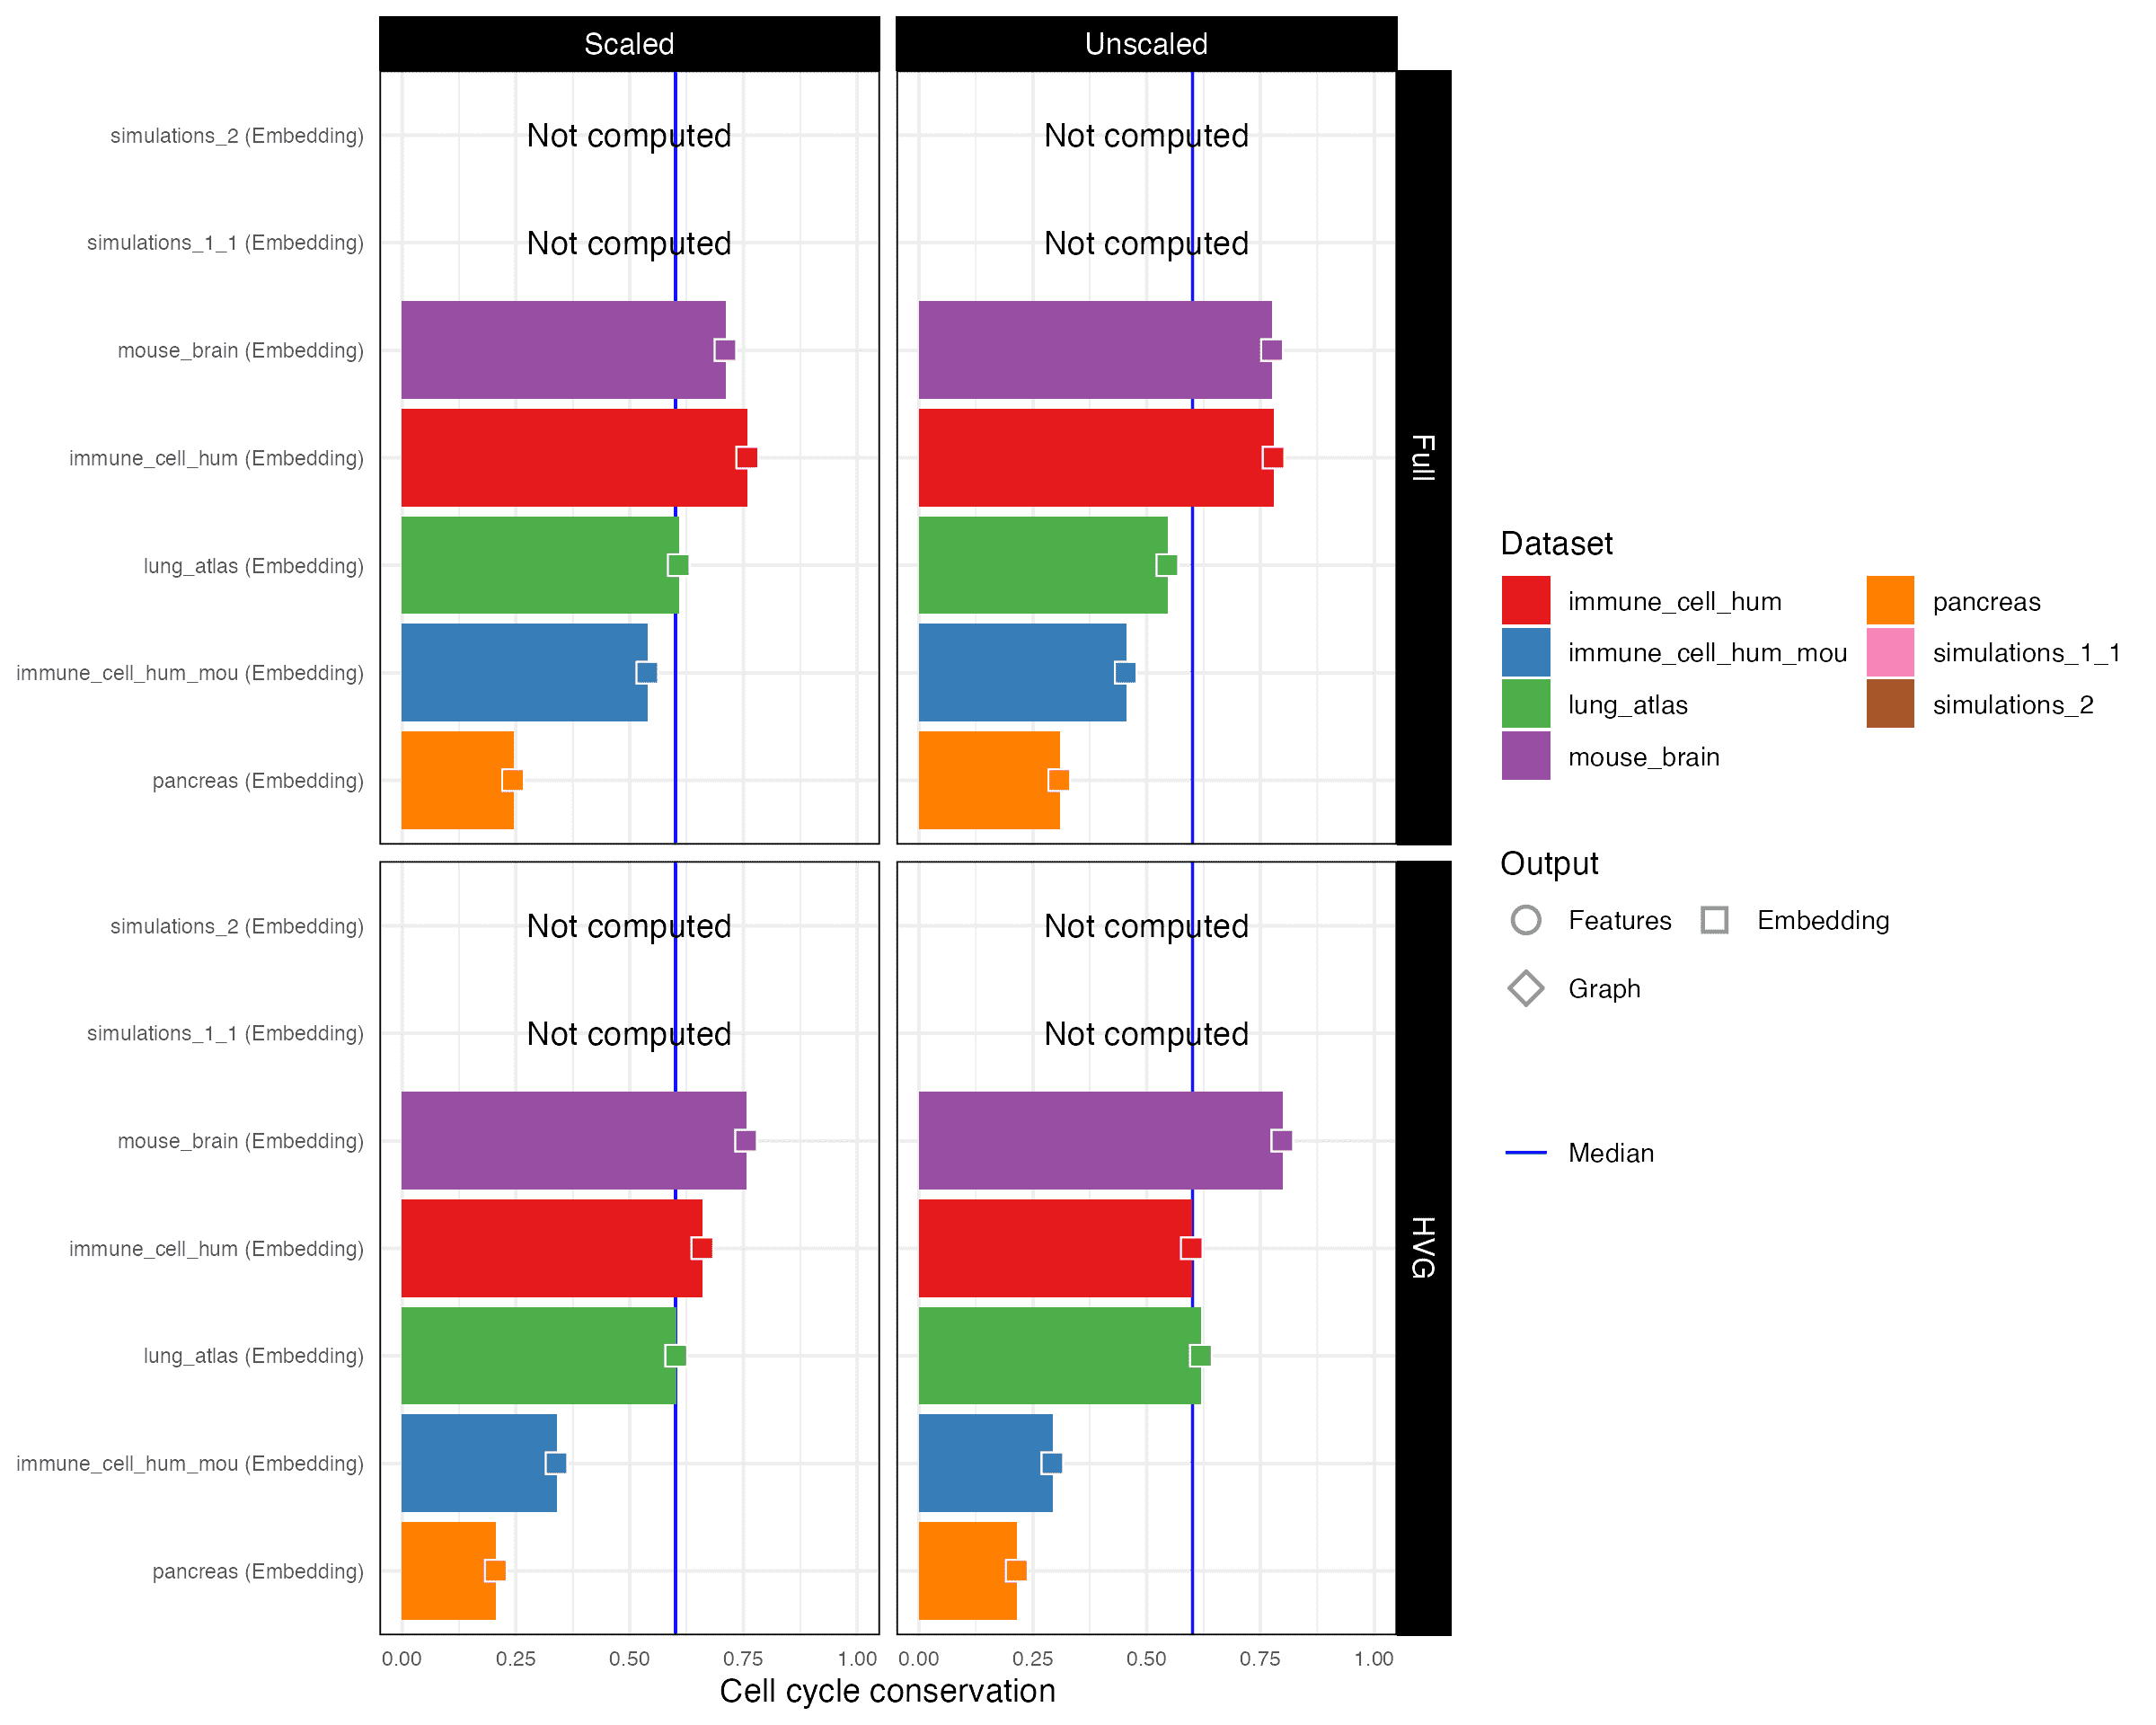 Scaled
Unscaled
simulations_2 (Embedding)
Not computed
Not computed
simulations_1_1 (Embedding)
Not computed
Not computed
mouse_brain (Embedding)
immune_cell_hum (Embedding)
lung_atlas (Embedding)
immune_cell_hum_mou (Embedding)
pancreas (Embedding)
Full
simulations_2 (Embedding)
Not computed
Not computed
simulations_1_1 (Embedding)
Not computed
Not computed
mouse_brain (Embedding)
immune_cell_hum (Embedding)
lung_atlas (Embedding)
immune_cell_hum_mou (Embedding)
pancreas (Embedding)
HVG
0.00 0.25 0.50 0.75 1.00
0.00 0.25 0.50 0.75 1.00
Cell cycle conservation
Dataset
immune_cell_hum
immune_cell_hum_mou
lung_atlas
mouse_brain
pancreas
simulations_1_1
simulations_2
Output
Features
Embedding
Graph
Median